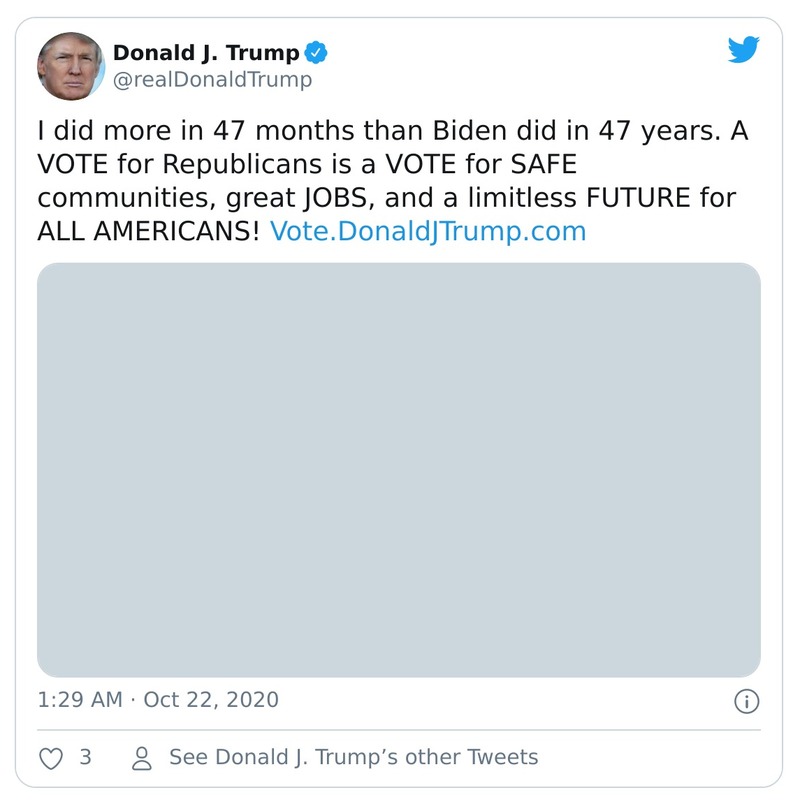 Donald J. Trump
@realDonaldTrump
I did more in 47 months than Biden did in 47 years. A
VOTE for Republicans is a VOTE for SAFE
communities, great JOBS, and a limitless FUTURE for
ALL AMERICANS! Vote.DonaldJTrump.com
1:29 AM · Oct 22, 2020
3 See Donald J. Trump’s other Tweets